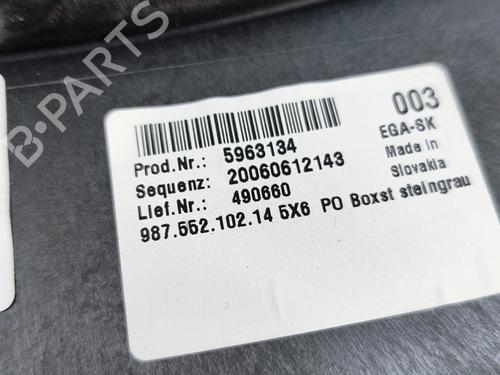 003
EGA-SK
Made in
Slovakia
Prod.Nr.: 5963134
Sequenz: 20060612143
Lief.Nr.: 490660
987.552.102.14 5X6 PO Boxst steingrau
B-PARTS